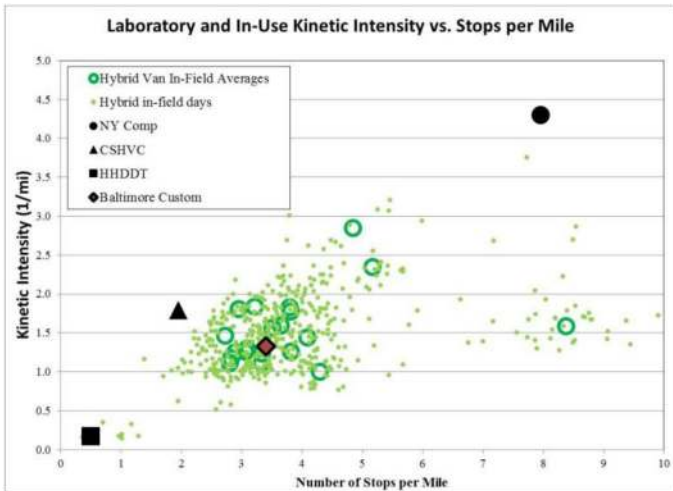 Laboratory and In-Use Kinetic Intensity vs. Stops per Mile
5.0
4.5
4.0
3.5
3.0
2.5
2.0
1.5
1.0
0.5
0.0
Kinetic Intensity (1/mi)
Hybrid Van In-Field Averages
Hybrid in-field days
NY Comp
CSHVC
HHDDT
Baltimore Custom
0 1 2 3 4 5 6 7 8 9 10
Number of Stops per Mile